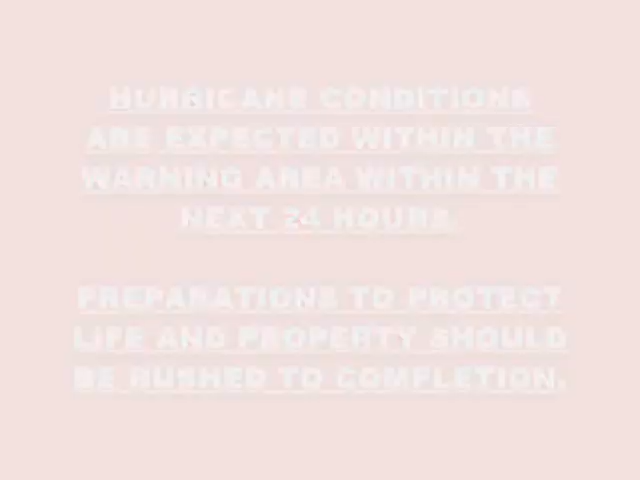 HURRICANE CONDITIONS
ARE EXPECTED WITHIN THE
WARNING AREA WITHIN THE
NEXT 24 HOURS.
PREPARATIONS TO PROTECT
LIFE AND PROPERTY SHOULD
BE RUSHED TO COMPLETION.